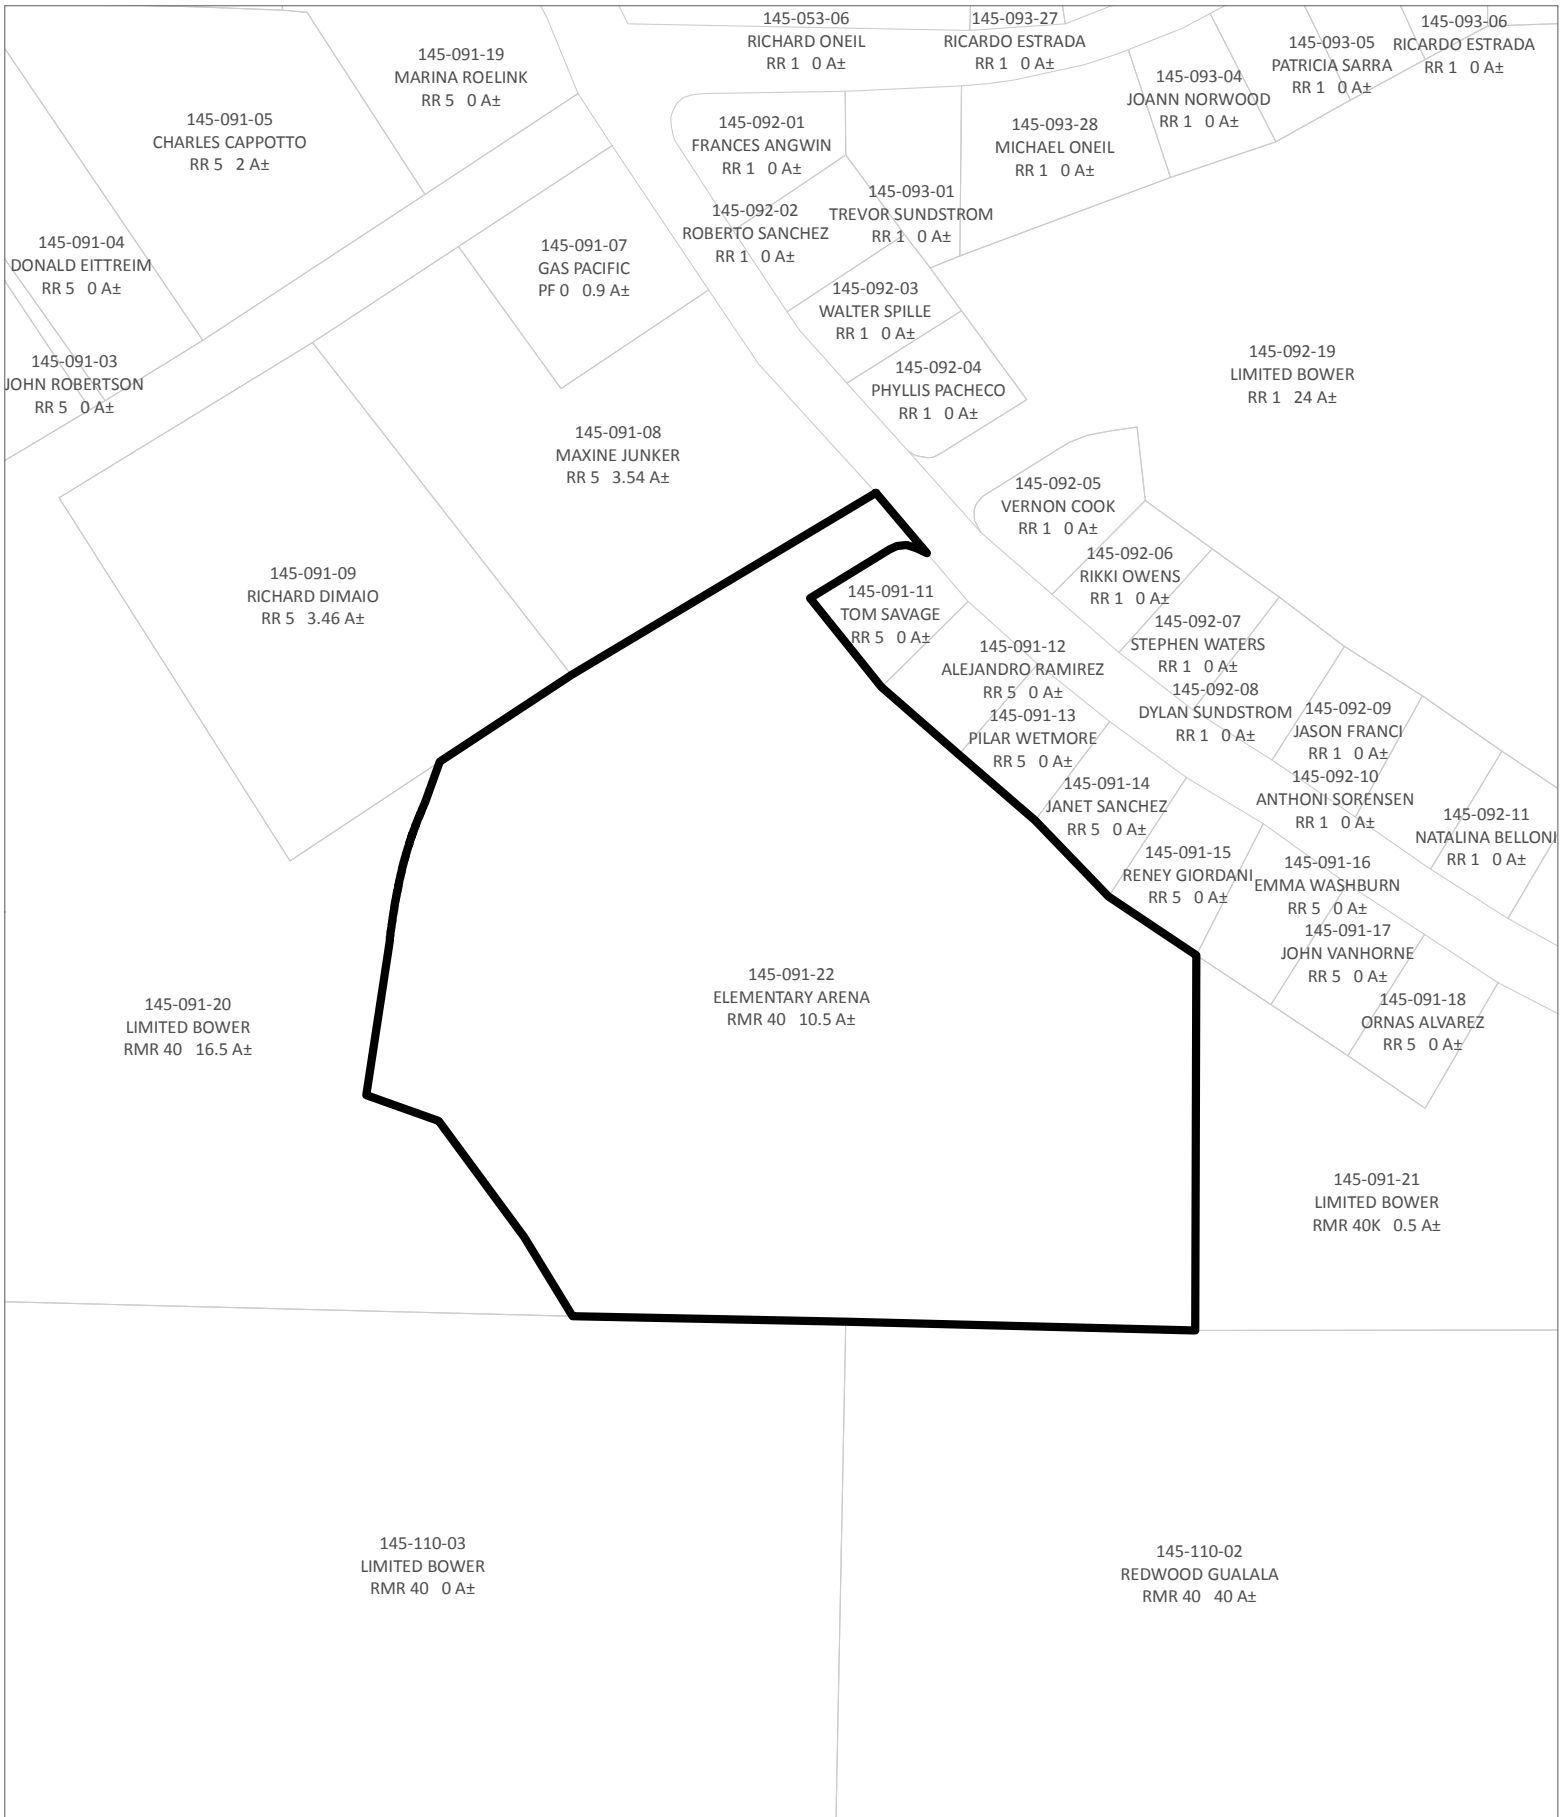 145-053-06
RICHARD ONEIL
RR 1 0 A±
145-093-27
RICARDO ESTRADA
RR 1 0 A±
145-093-06
RICARDO ESTRADA
RR 1 0 A±
145-093-05
PATRICIA SARRA
RR 1 0 A±
145-091-19
MARINA ROELINK
RR 5 0 A±
145-093-04
JOANN NORWOOD
RR 1 0 A±
145-091-05
CHARLES CAPPOTTO
RR 5 2 A±
145-092-01
FRANCES ANGWIN
RR 1 0 A±
145-093-28
MICHAEL ONEIL
RR 1 0 A±
145-093-01
TREVOR SUNDSTROM
RR 1 0 A±
145-092-02
ROBERTO SANCHEZ
RR 1 0 A±
145-091-04
DONALD EITTREIM
RR 5 0 A±
145-091-07
GAS PACIFIC
PF 0 0.9 A±
145-092-03
WALTER SPILLE
RR 1 0 A±
145-092-19
LIMITED BOWER
RR 1 24 A±
145-091-03
JOHN ROBERTSON
RR 5 0 A±
145-092-04
PHYLLIS PACHECO
RR 1 0 A±
145-091-08
MAXINE JUNKER
RR 5 3.54 A±
145-092-05
VERNON COOK
RR 1 0 A±
145-092-06
RIKKI OWENS
RR 1 0 A±
145-091-09
RICHARD DIMAIO
RR 5 3.46 A±
145-091-11
TOM SAVAGE
RR 5 0 A±
145-092-07
STEPHEN WATERS
RR 1 0 A±
145-091-12
ALEJANDRO RAMIREZ
RR 5 0 A±
145-092-08
DYLAN SUNDSTROM
RR 1 0 A±
145-092-09
JASON FRANCI
RR 1 0 A±
145-091-13
PILAR WETMORE
RR 5 0 A±
145-092-10
ANTHONI SORENSEN
RR 1 0 A±
145-091-14
JANET SANCHEZ
RR 5 0 A±
145-092-11
NATALINA BELLONI
RR 1 0 A±
145-091-15
RENEY GIORDANI
RR 5 0 A±
145-091-16
EMMA WASHBURN
RR 5 0 A±
145-091-17
JOHN VANHORNE
RR 5 0 A±
145-091-22
ELEMENTARY ARENA
RMR 40 10.5 A±
145-091-18
ORNAS ALVAREZ
RR 5 0 A±
145-091-20
LIMITED BOWER
RMR 40 16.5 A±
145-091-21
LIMITED BOWER
RMR 40K 0.5 A±
145-110-03
LIMITED BOWER
RMR 40 0 A±
145-110-02
REDWOOD GUALALA
RMR 40 40 A±